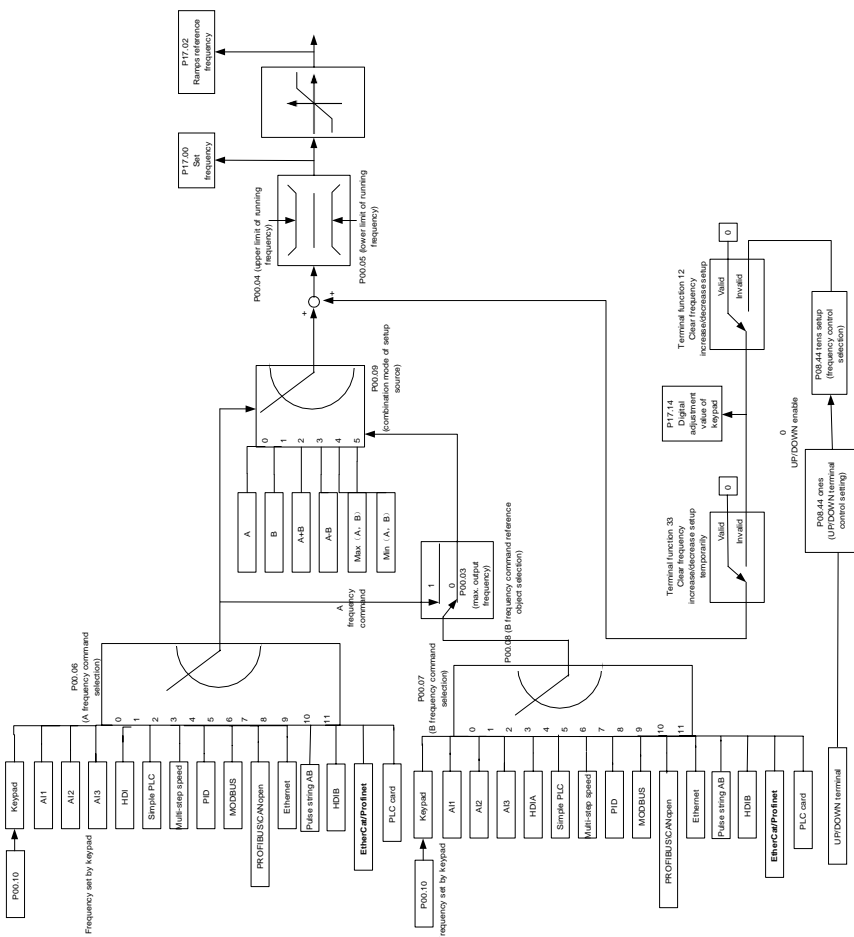 P17.02
Ramps reference
frequency
P17.00
Set
frequency
P00.04 (upper limit of running
frequency)
P00.05 (lower limit of running
frequency)
+
+
P00.09
(combination mode of setup
source)
0
1
2
3
4
5
A
B
A+B
A-B
Max（A，B）
Min（A，B）
A
frequency
command
1
0
P00.03
(max. output
frequency)
P00.06
(A frequency command
selection)
0
1
2
3
4
5
6
7
8
9
10
11
Keypad
AI1
AI2
AI3
HDI
Simple PLC
Multi-step speed
PID
MODBUS
PROFIBUS\CANopen
Ethernet
Pulse string AB
HDIB
EtherCat/Profinet
PLC card
P00.10
Frequency set by keypad
P00.08 (B frequency command reference
object selection)
P00.07
(B frequency command
selection)
0
1
2
3
4
5
6
7
8
9
10
11
Keypad
AI1
AI2
AI3
HDIA
Simple PLC
Multi-step speed
PID
MODBUS
PROFIBUS\CANopen
Ethernet
Pulse string AB
HDIB
EtherCat/Profinet
PLC card
P00.10
requency set by keypad
Terminal function 12
Clear frequency
increase/decrease setup
Valid
Invalid
0
P17.14
Digital
adjustment
value of
keypad
Terminal function 33
Clear frequency
increase/decrease setup
temporarily
Valid
Invalid
0
P08.44 tens setup
(frequency control
selection)
0
UP/DOWN enable
P08.44 ones
(UP/DOWN terminal
control setting)
UP/DOWN terminal